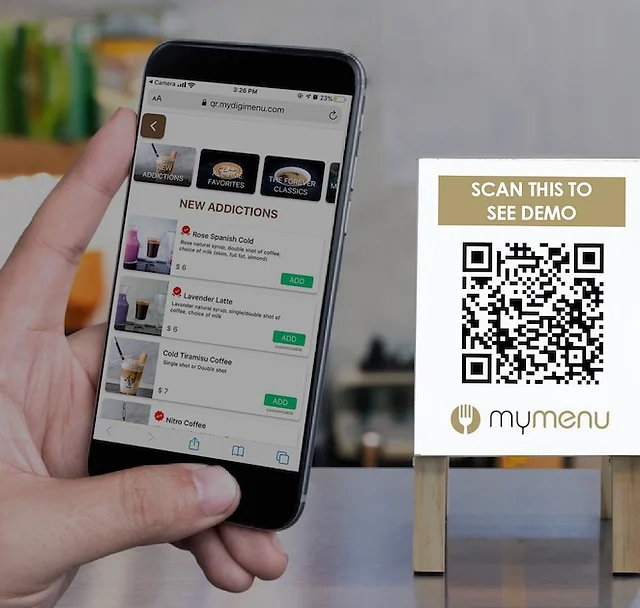 Camera
3:26 PM
23%
AA
qr.mydigimenu.com
NEW
ADDICTIONS
FAVORITES
THE FOREVER
CLASSICS
NEW ADDICTIONS
Rose Spanish Cold
Rose natural syrup, double shot of coffee,
choice of milk (skim, full fat, almond)
$ 6
ADD
Lavender Latte
Lavender natural syrup, single/double shot of
coffee, choice of milk
$ 6
ADD
customizable
Cold Tiramisu Coffee
Single shot or Double shot
$ 7
ADD
customizable
Nitro Coffee
SCAN THIS TO
SEE DEMO
mymenu